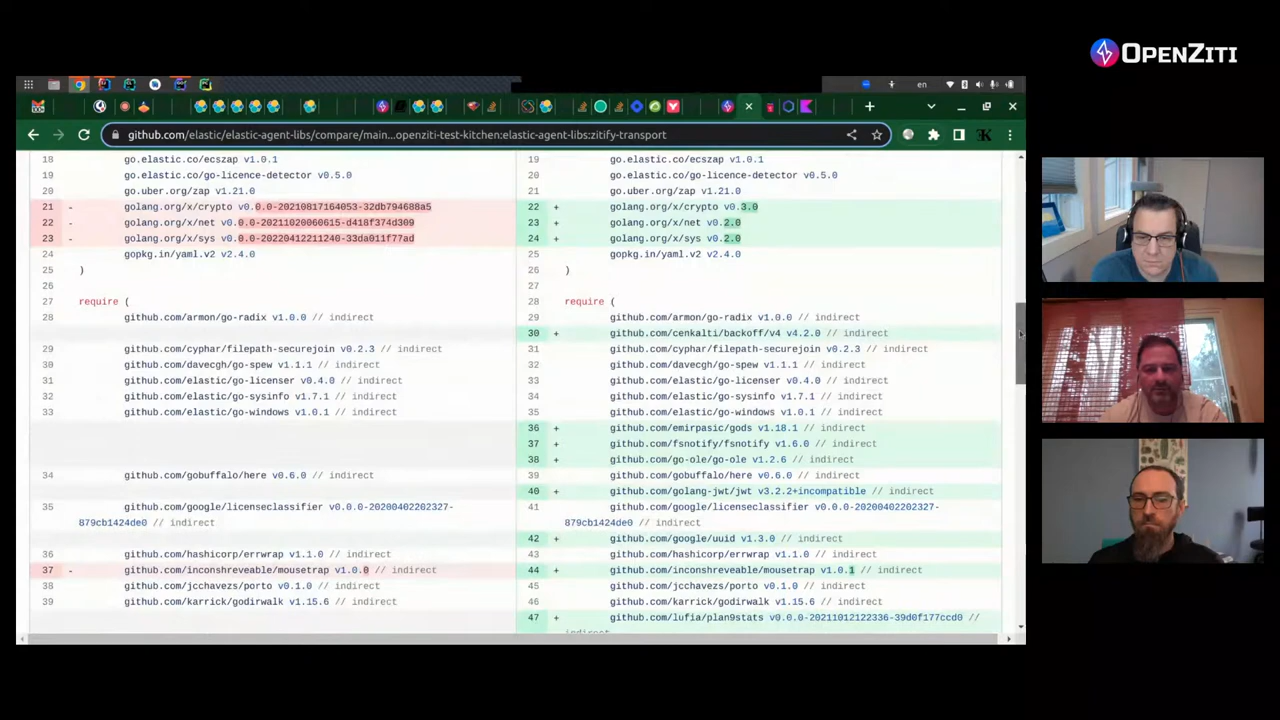 OPENZITI
en
github.com/elastic/elastic-agent-libs/compare/main...openziti-test-kitchen:elastic-agent-libs:zitify-transport
18 go.elastic.co/ecszap v1.0.1
19 go.elastic.co/go-licence-detector v0.5.0
20 go.uber.org/zap v1.21.0
21 - golang.org/x/crypto v0.0.0-20210817164053-32db794688a5
22 - golang.org/x/net v0.0.0-20211020060615-d418f374d309
23 - golang.org/x/sys v0.0.0-20220412211240-33da011f77ad
24 gopkg.in/yaml.v2 v2.4.0
25 )
26
27 require (
28 github.com/armon/go-radix v1.0.0 // indirect
29 github.com/cyphar/filepath-securejoin v0.2.3 // indirect
30 github.com/davecgh/go-spew v1.1.1 // indirect
31 github.com/elastic/go-licenser v0.4.0 // indirect
32 github.com/elastic/go-sysinfo v1.7.1 // indirect
33 github.com/elastic/go-windows v1.0.1 // indirect
34 github.com/gobuffalo/here v0.6.0 // indirect
35 github.com/google/licenseclassifier v0.0.0-20200402202327-
879cb1424de0 // indirect
36 github.com/hashicorp/errwrap v1.1.0 // indirect
37 - github.com/inconshreveable/mousetrap v1.0.0 // indirect
38 github.com/jcchavezs/porto v0.1.0 // indirect
39 github.com/karrick/godirwalk v1.15.6 // indirect
19 go.elastic.co/ecszap v1.0.1
20 go.elastic.co/go-licence-detector v0.5.0
21 go.uber.org/zap v1.21.0
22 + golang.org/x/crypto v0.3.0
23 + golang.org/x/net v0.2.0
24 + golang.org/x/sys v0.2.0
25 gopkg.in/yaml.v2 v2.4.0
26 )
27
28 require (
29 github.com/armon/go-radix v1.0.0 // indirect
30 + github.com/cenkalti/backoff/v4 v4.2.0 // indirect
31 github.com/cyphar/filepath-securejoin v0.2.3 // indirect
32 github.com/davecgh/go-spew v1.1.1 // indirect
33 github.com/elastic/go-licenser v0.4.0 // indirect
34 github.com/elastic/go-sysinfo v1.7.1 // indirect
35 github.com/elastic/go-windows v1.0.1 // indirect
36 + github.com/emirpasic/gods v1.18.1 // indirect
37 + github.com/fsnotify/fsnotify v1.6.0 // indirect
38 + github.com/go-ole/go-ole v1.2.6 // indirect
39 github.com/gobuffalo/here v0.6.0 // indirect
40 + github.com/golang-jwt/jwt v3.2.2+incompatible // indirect
41 github.com/google/licenseclassifier v0.0.0-20200402202327-
879cb1424de0 // indirect
42 + github.com/google/uuid v1.3.0 // indirect
43 github.com/hashicorp/errwrap v1.1.0 // indirect
44 + github.com/inconshreveable/mousetrap v1.0.1 // indirect
45 github.com/jcchavezs/porto v0.1.0 // indirect
46 github.com/karrick/godirwalk v1.15.6 // indirect
47 + github.com/lufia/plan9stats v0.0.0-20211012122336-39d0f177ccd0 //
indirect